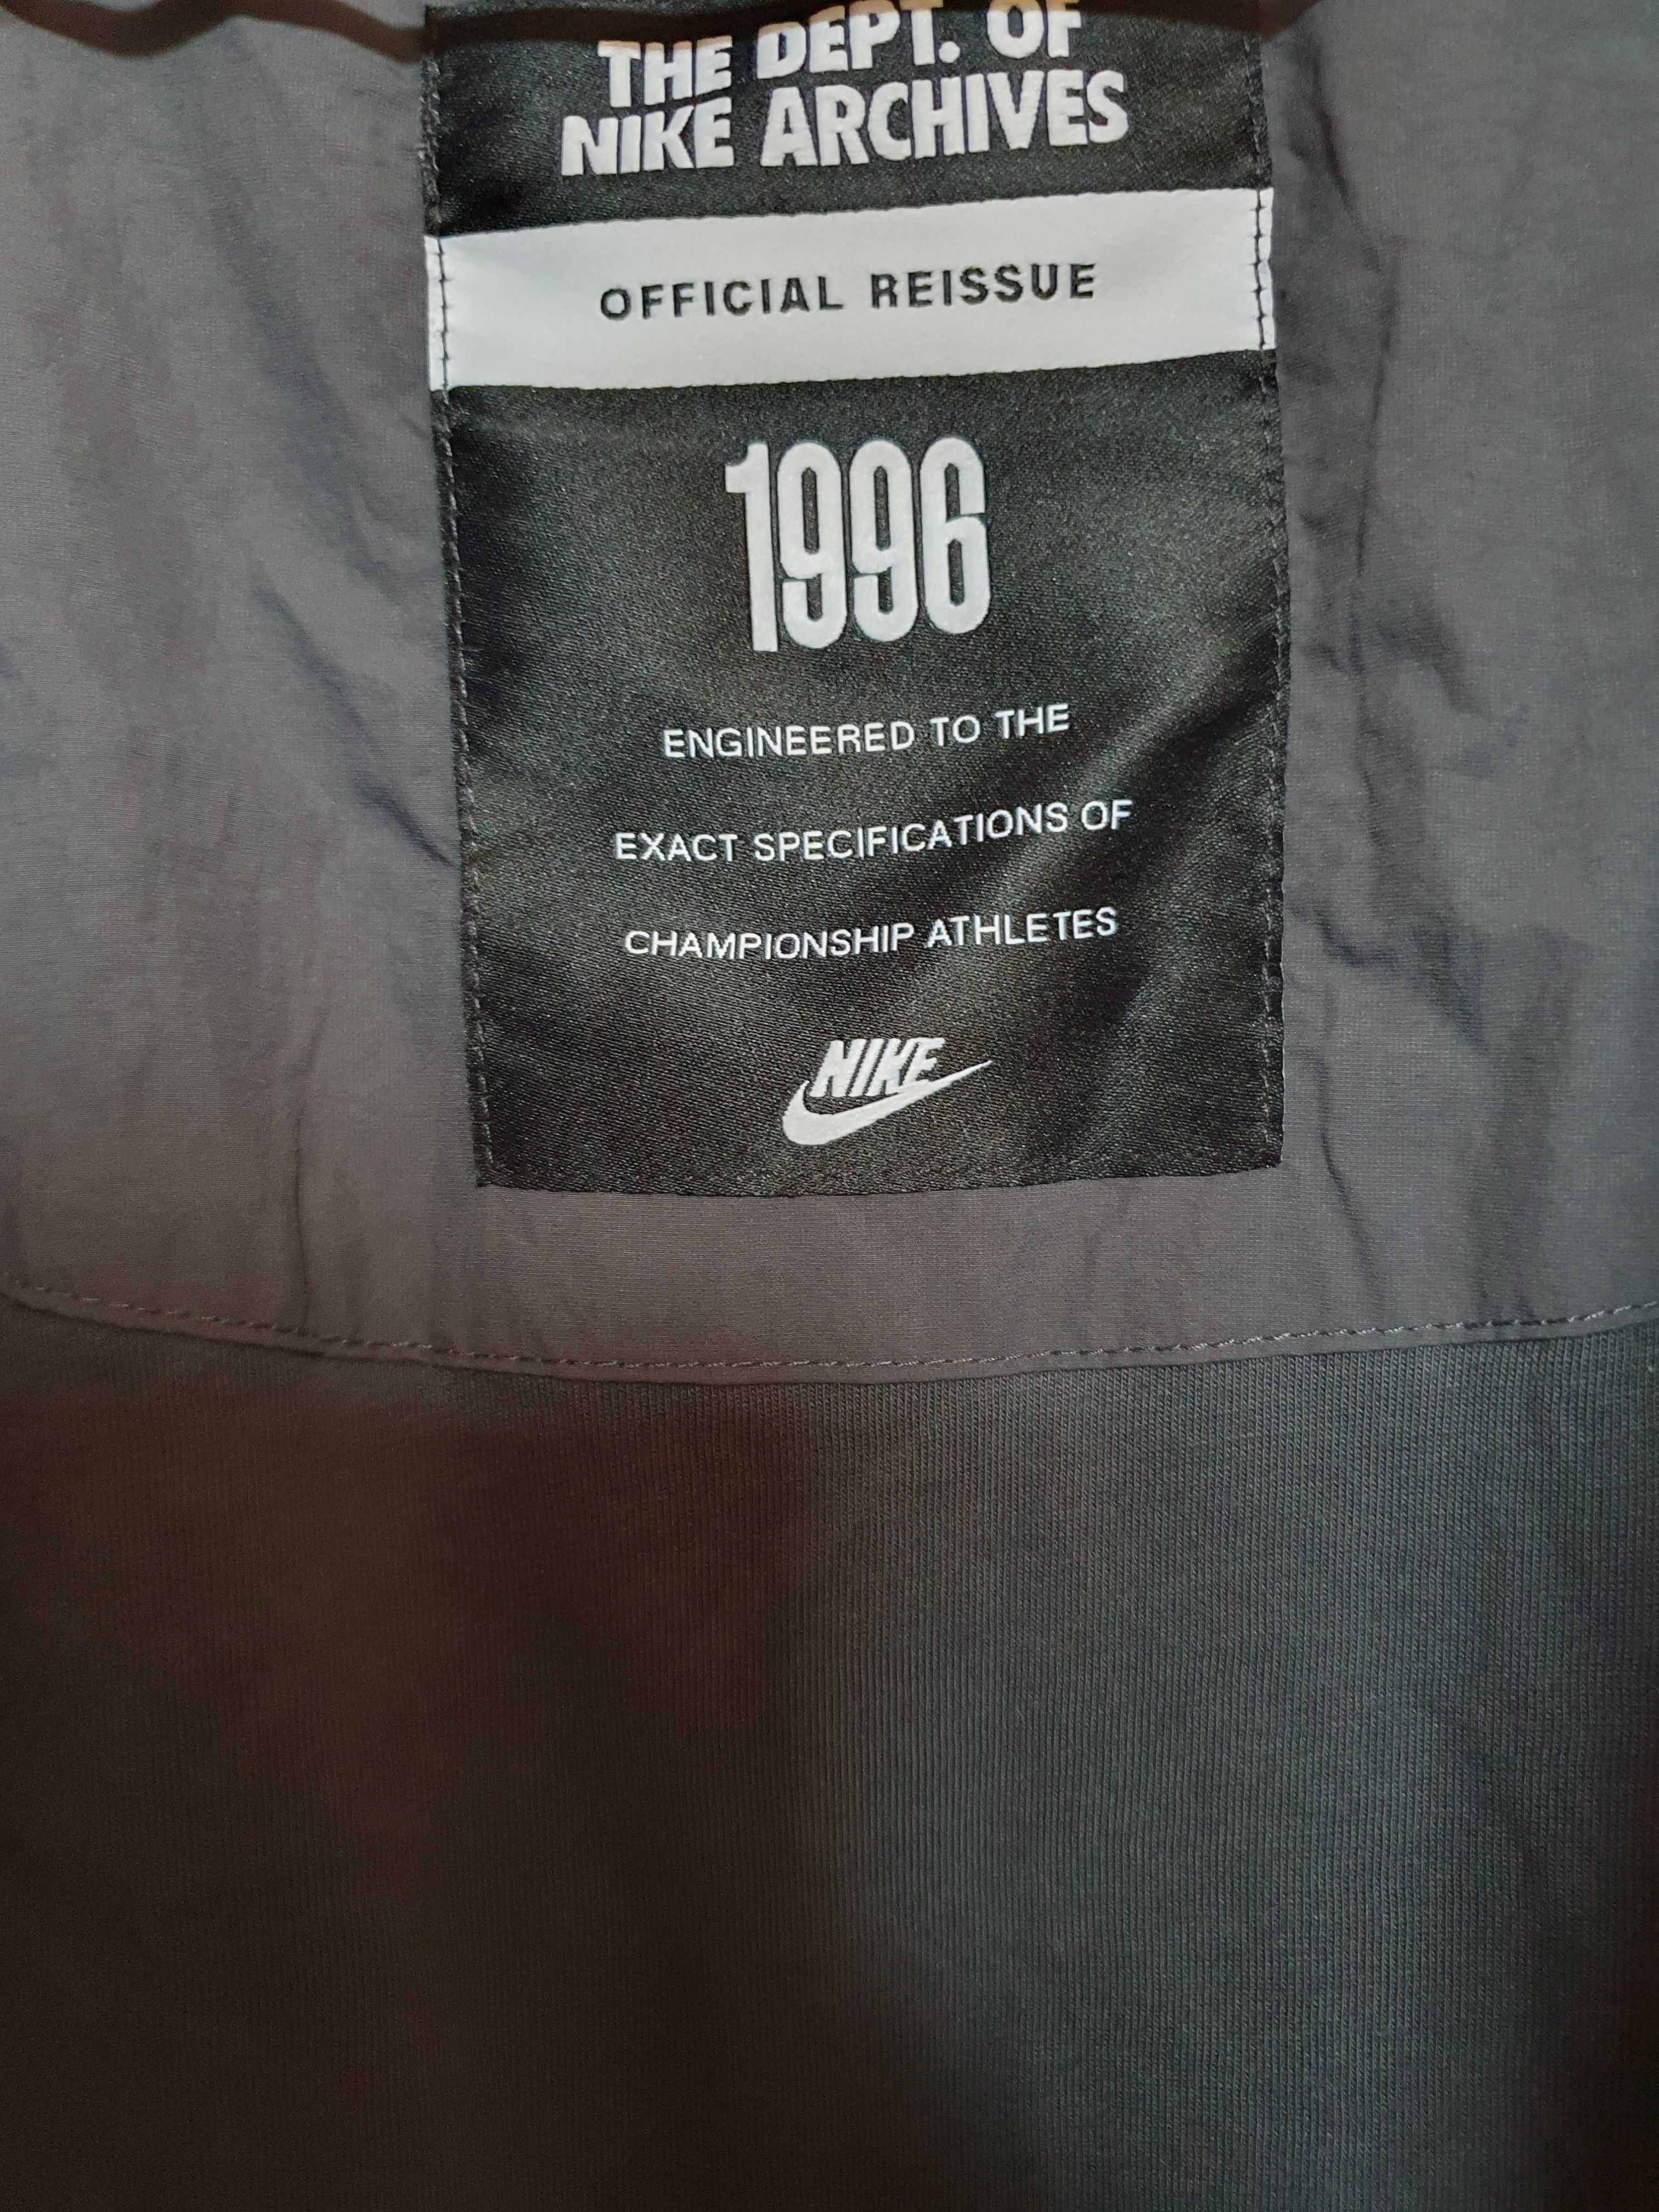 THE DEPT. OF
NIKE ARCHIVES
OFFICIAL REISSUE
1996
ENGINEERED TO THE
EXACT SPECIFICATIONS OF
CHAMPIONSHIP ATHLETES
NIKE